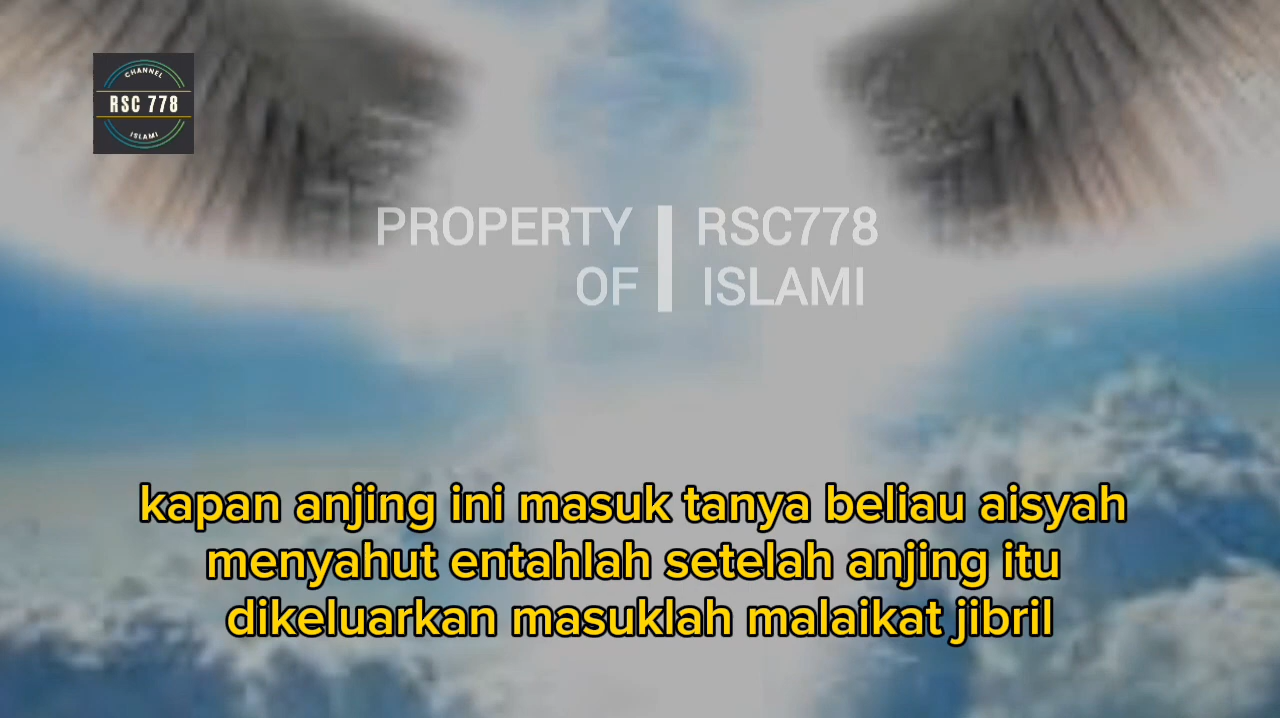 CHANNEL
RSC 778
ISLAMI
PROPERTY OF
RSC778 ISLAMI
kapan anjing ini masuk tanya beliau aisyah
menyahut entahlah setelah anjing itu
dikeluarkan masuklah malaikat jibril